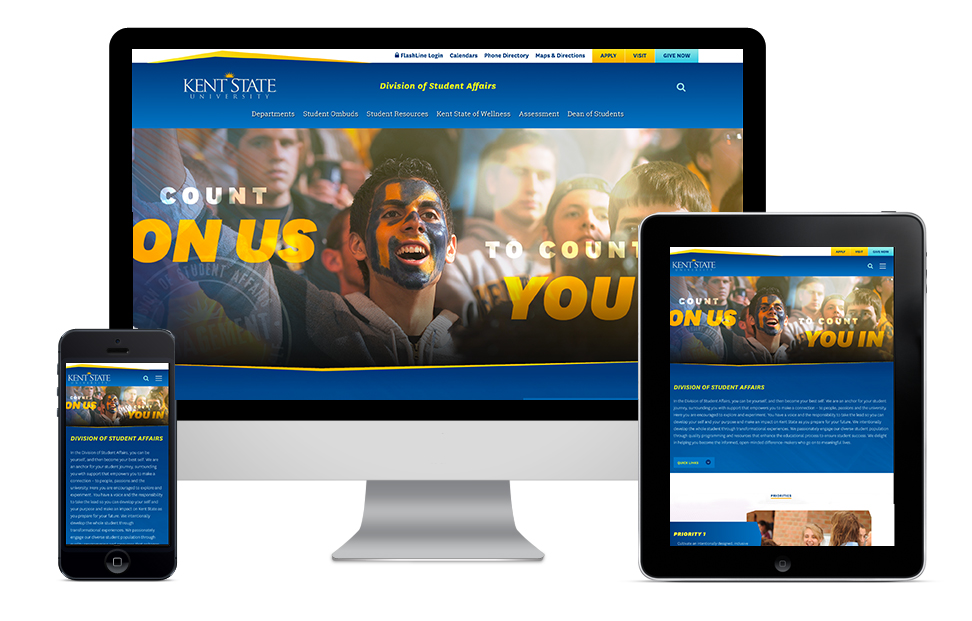 FlashLine Login Calendars Phone Directory Maps & Directions APPLY VISIT GIVE NOW
KENT STATE
UNIVERSITY
Division of Student Affairs
Departments Student Ombuds Student Resources Kent State of Wellness Assessment Dean of Students
COUNT
ON US
TO COUNT
YOU
OF STUDENT AFFAIRS
KENT STATE
COUNT
ON US
YOU IN
DIVISION OF STUDENT AFFAIRS
In the Division of Student Affairs, you can be
yourself, and then become your best self. We are
an anchor for your student journey, surrounding
you with support that empowers you to make a
connection – to people, passions and the
university. Here you are encouraged to explore and
experiment. You have a voice and the responsibility
to take the lead so you can develop your self and
your purpose and make an impact on Kent State as
you prepare for your future. We intentionally
develop the whole student through
transformational experiences. We passionately
engage our diverse student population through
APPLY VISIT GIVE NOW
KENT STATE
UNIVERSITY
COUNT
ON US
TO COUNT
YOU IN
DIVISION OF STUDENT AFFAIRS
In the Division of Student Affairs, you can be yourself, and then become your best self. We are an anchor for your student
journey, surrounding you with support that empowers you to make a connection – to people, passions and the university.
Here you are encouraged to explore and experiment. You have a voice and the responsibility to take the lead so you can
develop your self and your purpose and make an impact on Kent State as you prepare for your future. We intentionally
develop the whole student through transformational experiences. We passionately engage our diverse student population
through quality programming and resources that enhance the educational process to ensure student success. We delight
in helping you become the informed, open-minded difference makers who go on to meaningful lives.
QUICK LINKS
PRIORITIES
PRIORITY 1
Cultivate an intentionally designed, inclusive